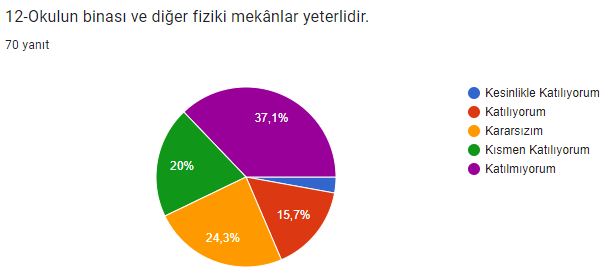 12-Okulun binası ve diğer fiziki mekânlar yeterlidir.
70 yanıt
37,1%
20%
24,3%
15,7%
Kesinlikle Katılıyorum
Katılıyorum
Kararsızım
Kısmen Katılıyorum
Katılmıyorum